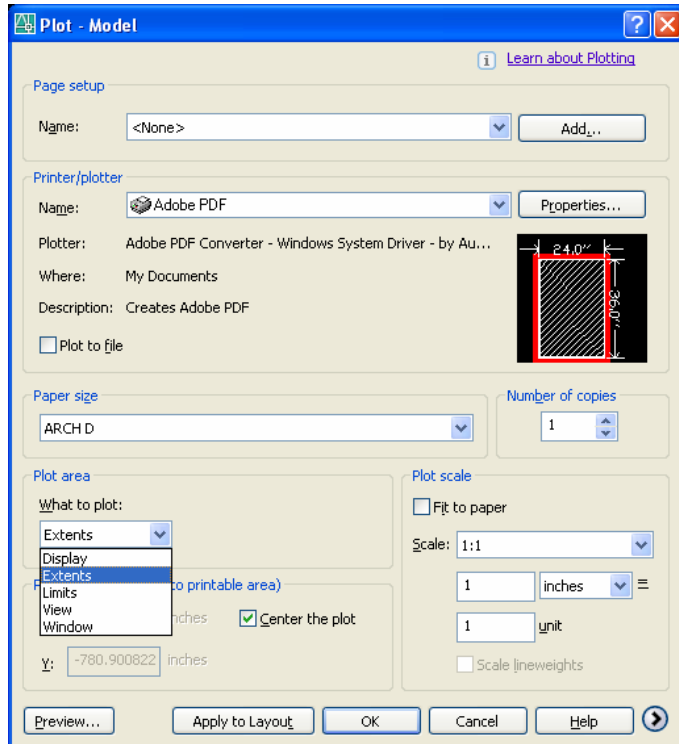 Plot - Model
Learn about Plotting
Page setup
Name: <None> Add...
Printer/plotter
Name: Adobe PDF Properties...
Plotter: Adobe PDF Converter - Windows System Driver - by Au...
Where: My Documents
Description: Creates Adobe PDF
Plot to file
24.0''
36.0''
Paper size
ARCH D
Number of copies
1
Plot area
What to plot:
Extents
Display
Extents
Limits
View
Window
to printable area)
inches Center the plot
Y: -780.900822 inches
Plot scale
Fit to paper
Scale: 1:1
1 inches =
1 unit
Scale lineweights
Preview... Apply to Layout OK Cancel Help